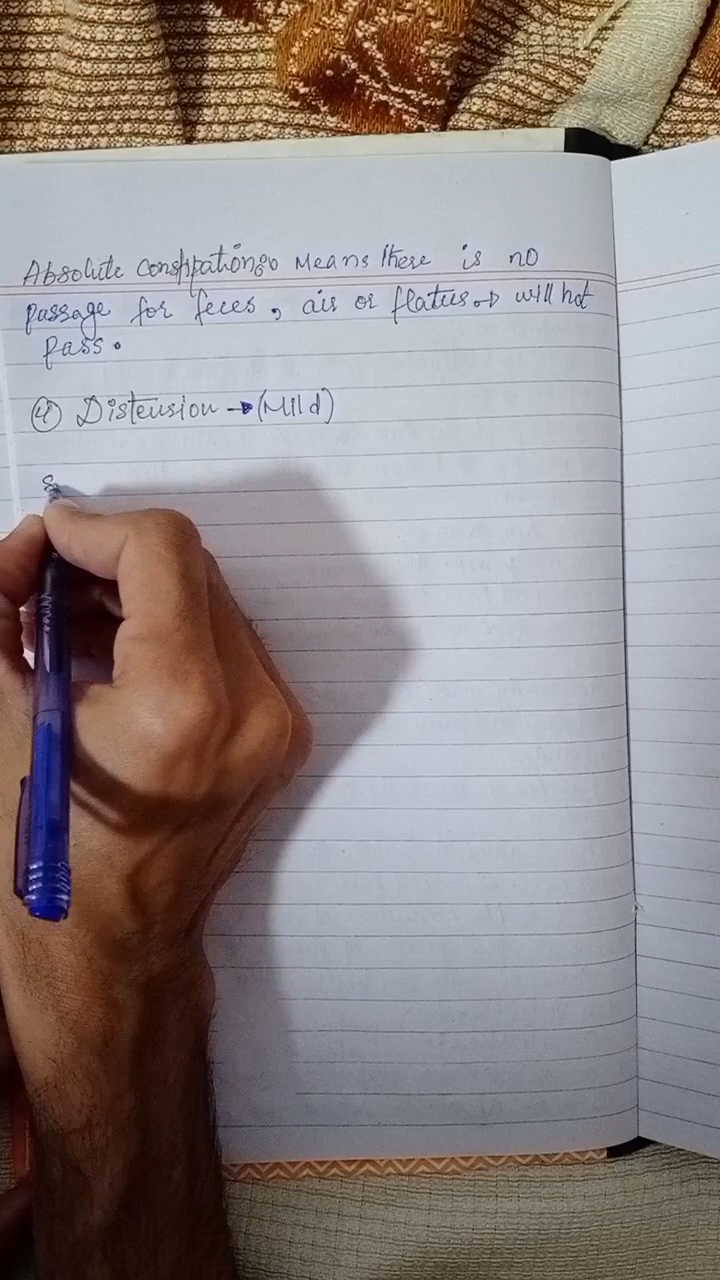 Absolute Constipation:- Means there is no
passage for feces, air or flatus → will not
pass.
④ Distension → (Mild)
S